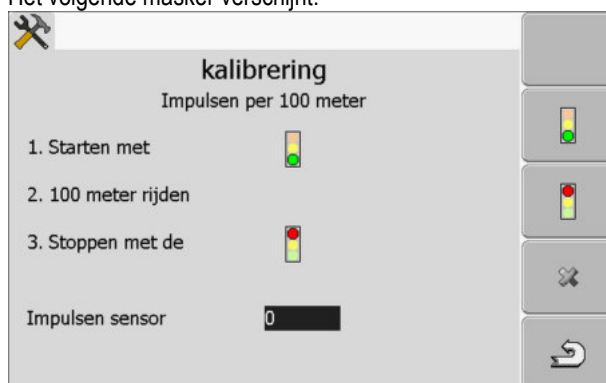 Het volgende masker verschijnt:
kalibrering
Impulsen per 100 meter
1. Starten met
2. 100 meter rijden
3. Stoppen met de
Impulsen sensor 0